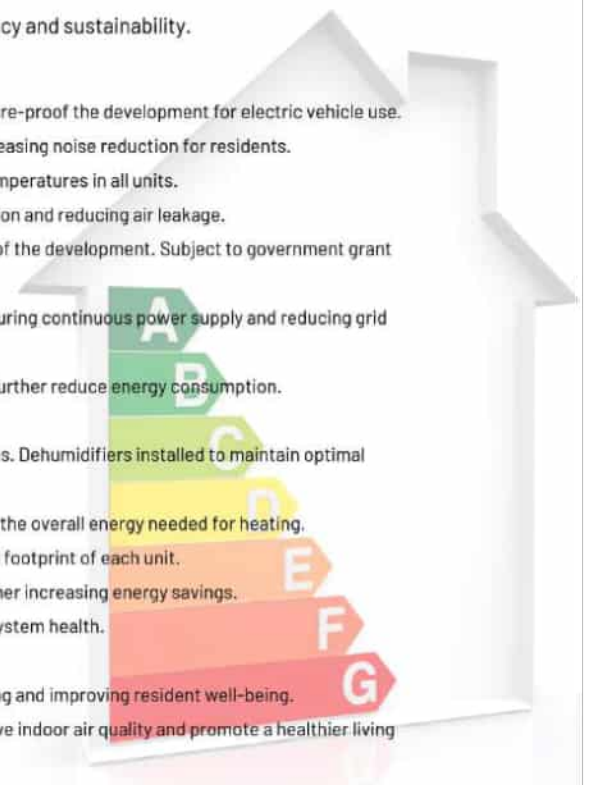 cy and sustainability.
re-proof the development for electric vehicle use.
easing noise reduction for residents.
nperatures in all units.
on and reducing air leakage.
of the development. Subject to government grant
A
uring continuous power supply and reducing grid
B
urther reduce energy consumption.
C
s. Dehumidifiers installed to maintain optimal
D
the overall energy needed for heating.
E
footprint of each unit.
ner increasing energy savings.
F
ystem health.
G
g and improving resident well-being.
ve indoor air quality and promote a healthier living